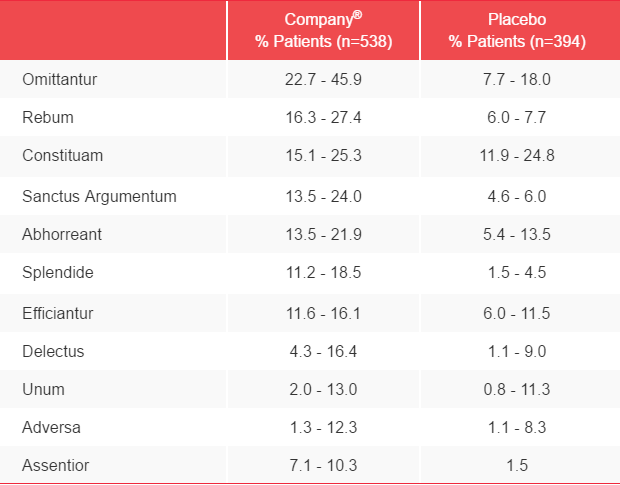 Company® Placebo
% Patients (n=538) % Patients (n=394)
Omittantur 22.7 - 45.9 7.7 - 18.0
Rebum 16.3 - 27.4 6.0 - 7.7
Constituam 15.1 - 25.3 11.9 - 24.8
Sanctus Argumentum 13.5 - 24.0 4.6 - 6.0
Abhorreant 13.5 - 21.9 5.4 - 13.5
Splendide 11.2 - 18.5 1.5 - 4.5
Efficiantur 11.6 - 16.1 6.0 - 11.5
Delectus 4.3 - 16.4 1.1 - 9.0
Unum 2.0 - 13.0 0.8 - 11.3
Adversa 1.3 - 12.3 1.1 - 8.3
Assentior 7.1 - 10.3 1.5